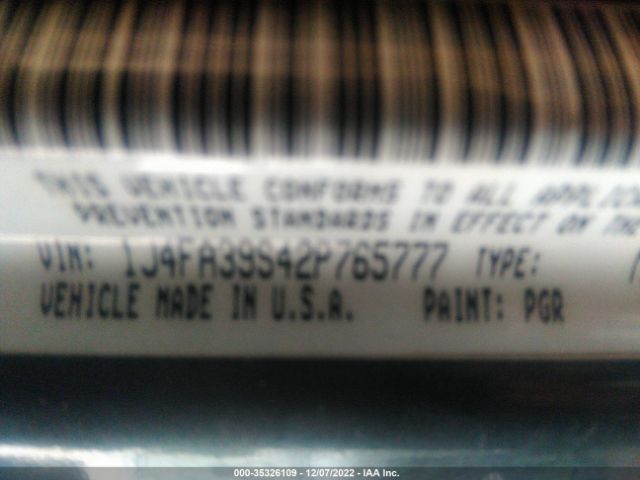 THIS VEHICLE CONFORMS TO ALL
PREVENTION STANDARDS IN EFFECT ON THE
VIN: 1J4FA39S42P765777 TYPE:
VEHICLE MADE IN U.S.A. PAINT: PGR
000-35326109 - 12/07/2022 - IAA Inc.